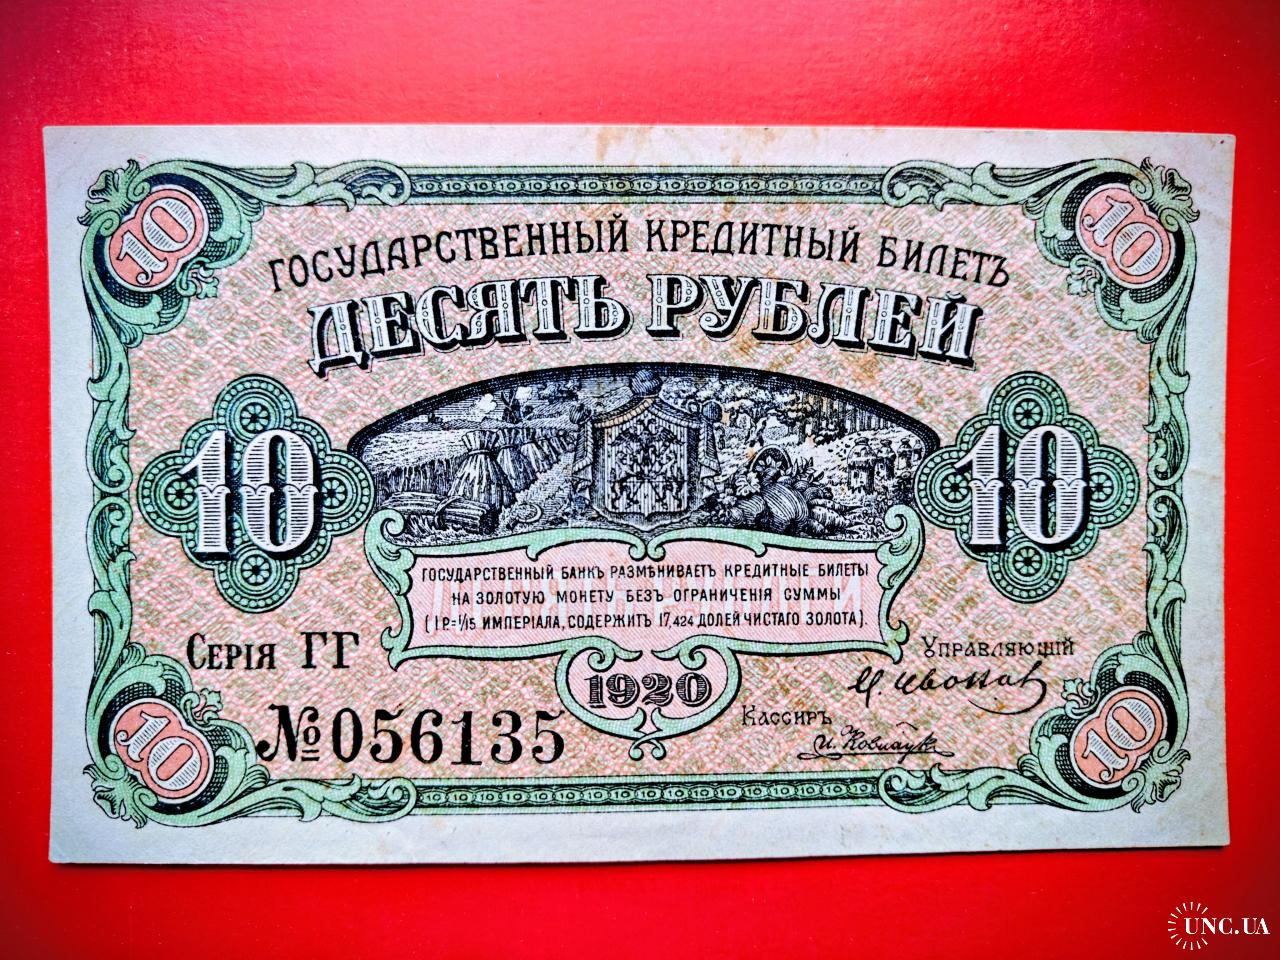 10 10
ГОСУДАРСТВЕННЫЙ КРЕДИТНЫЙ БИЛЕТЪ
ДЕСЯТЬ РУБЛЕЙ
10 10
ГОСУДАРСТВЕННЫЙ БАНКЪ РАЗМѢНИВАЕТЪ КРЕДИТНЫЕ БИЛЕТЫ
НА ЗОЛОТУЮ МОНЕТУ БЕЗЪ ОГРАНИЧЕНІЯ СУММЫ
(1 Р.=1/15 ИМПЕРІАЛА, СОДЕРЖИТЪ 17,424 ДОЛЕЙ ЧИСТАГО ЗОЛОТА).
Серія ГГ
Управляющій
1920
№ 056135
Кассиръ
10 10
UNC.UA